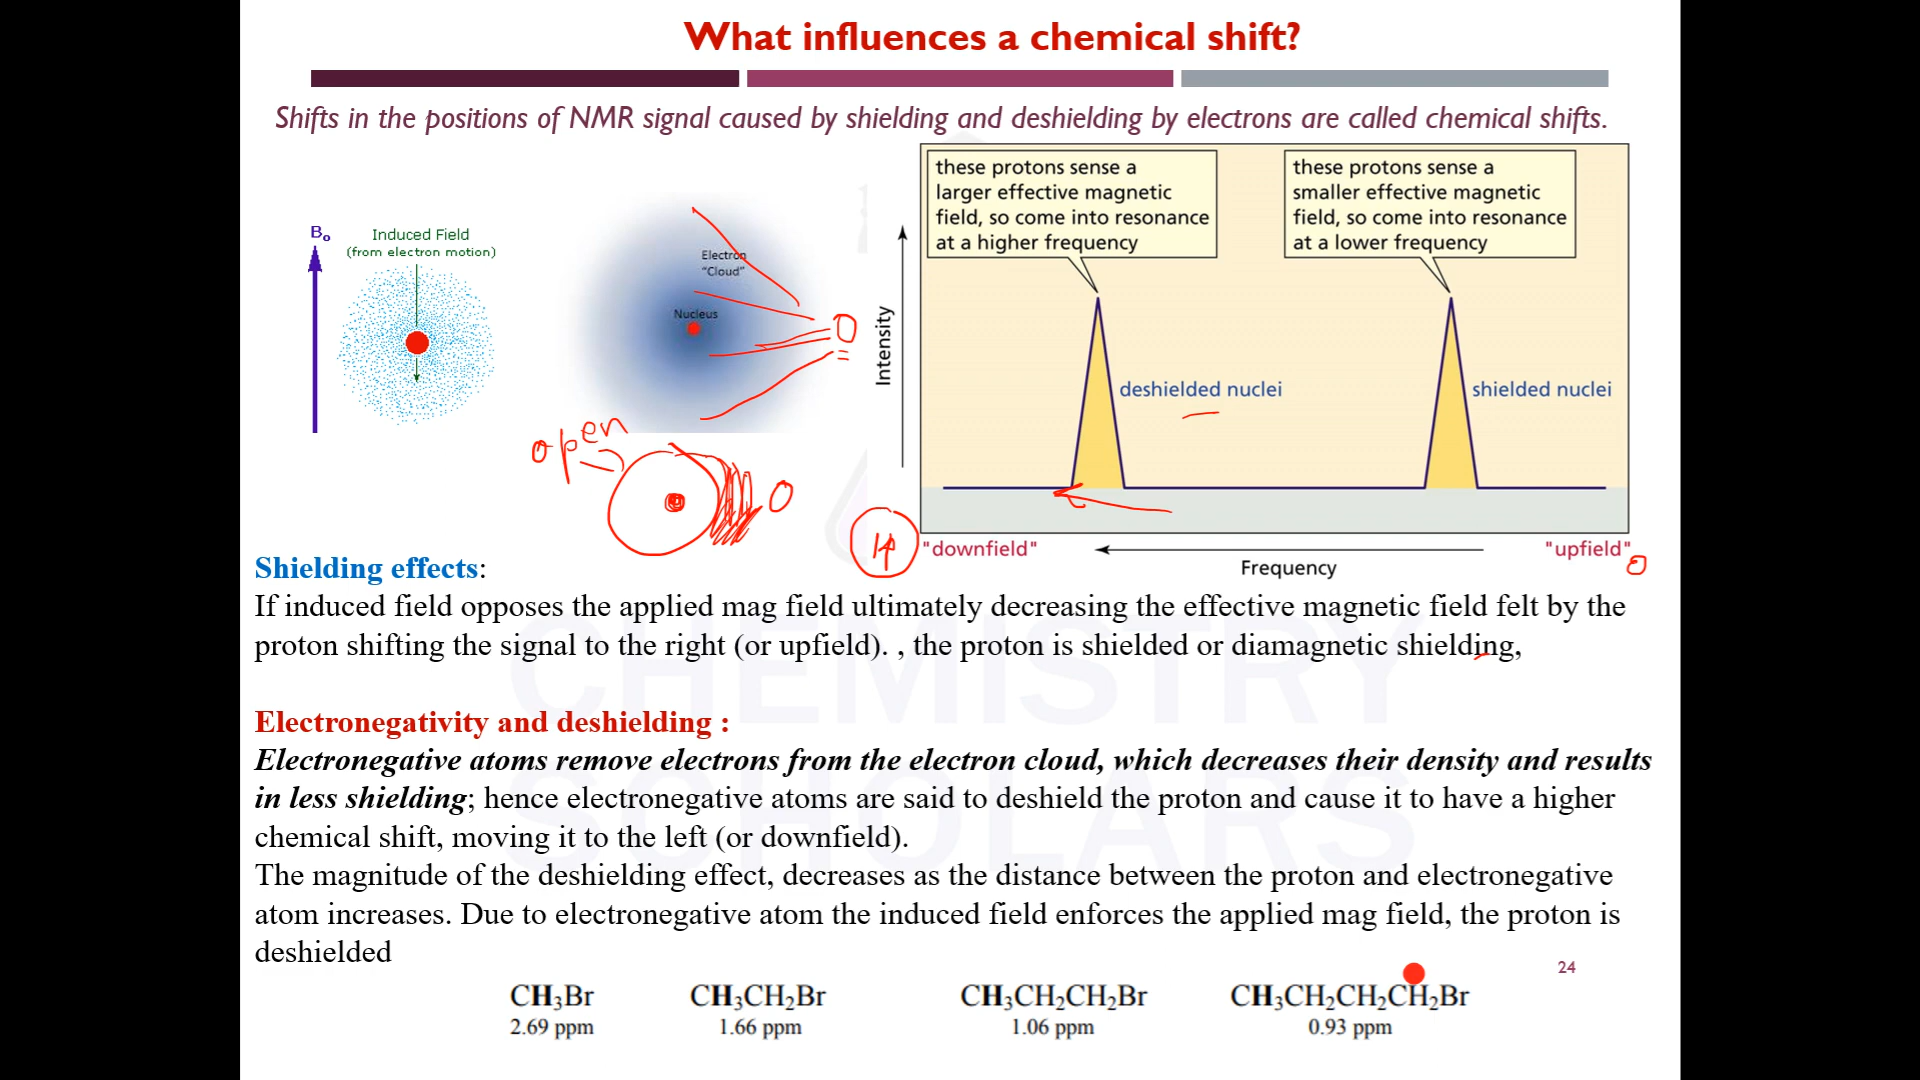 What influences a chemical shift?
Shifts in the positions of NMR signal caused by shielding and deshielding by electrons are called chemical shifts.
B₀
Induced Field
(from electron motion)
Electron
"Cloud"
Nucleus
O
open
O
these protons sense a
larger effective magnetic
field, so come into resonance
at a higher frequency
these protons sense a
smaller effective magnetic
field, so come into resonance
at a lower frequency
Intensity
deshielded nuclei
shielded nuclei
"downfield"
"upfield"
Frequency
Shielding effects:
If induced field opposes the applied mag field ultimately decreasing the effective magnetic field felt by the
proton shifting the signal to the right (or upfield). , the proton is shielded or diamagnetic shielding,
Electronegativity and deshielding :
Electronegative atoms remove electrons from the electron cloud, which decreases their density and results
in less shielding; hence electronegative atoms are said to deshield the proton and cause it to have a higher
chemical shift, moving it to the left (or downfield).
The magnitude of the deshielding effect, decreases as the distance between the proton and electronegative
atom increases. Due to electronegative atom the induced field enforces the applied mag field, the proton is
deshielded
24
CH₃Br
2.69 ppm
CH₃CH₂Br
1.66 ppm
CH₃CH₂CH₂Br
1.06 ppm
CH₃CH₂CH₂CH₂Br
0.93 ppm
CHEMISTRY
SCHOLARS